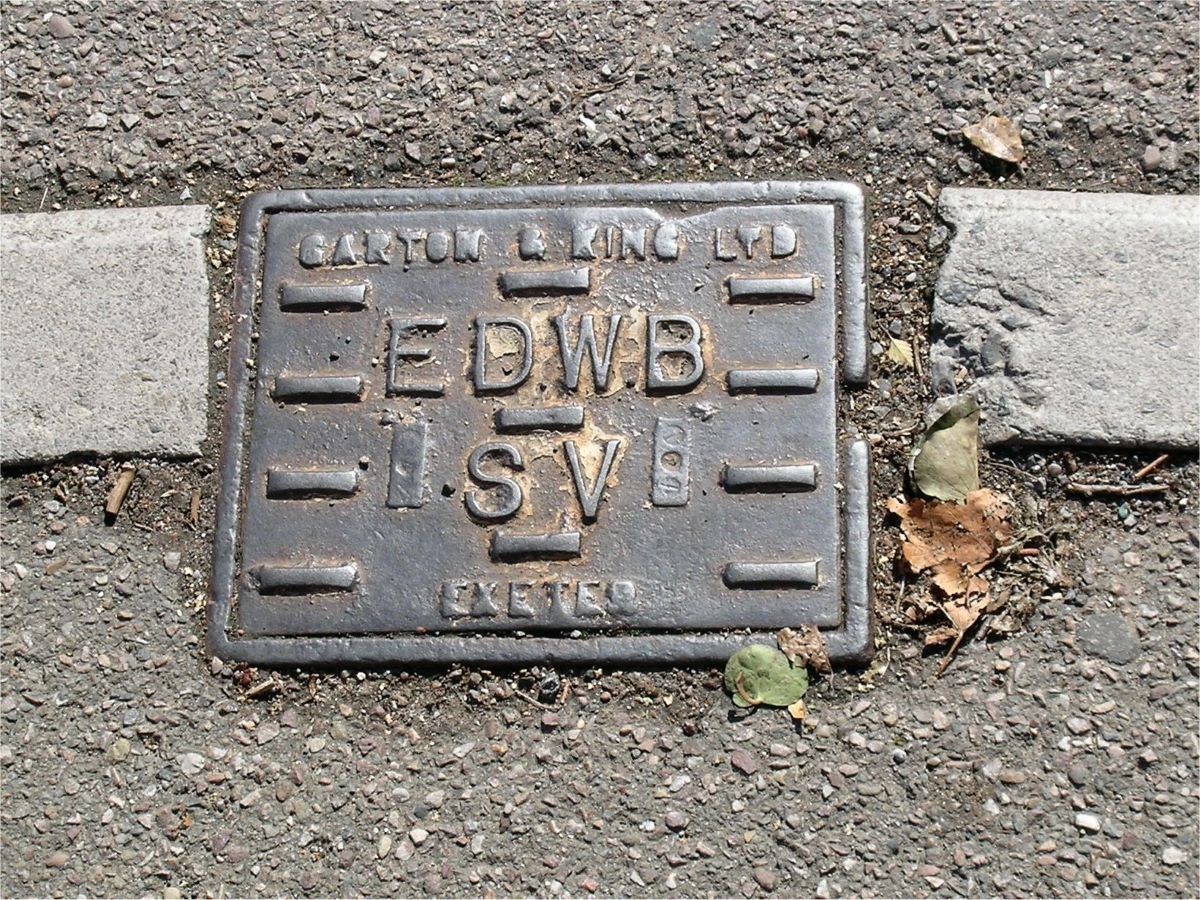 GARTON & KING LTD
EDWB
SV
EXETER